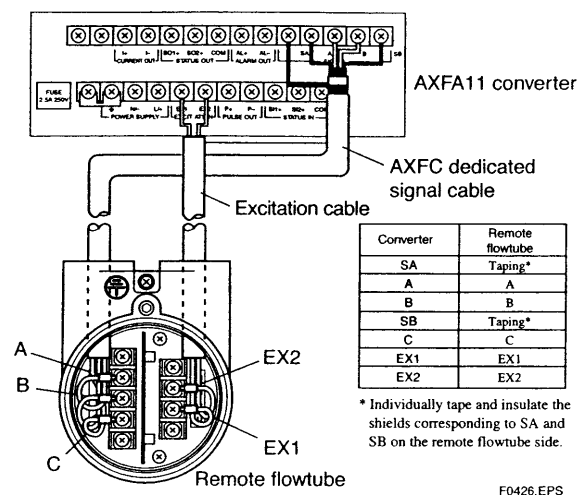 I+ I- SO1+ SO2+ COM AL+ AL- SA A B SB
CURRENT OUT STATUS OUT ALARM OUT
FUSE
2.5A 250V
N/- L/+ EX1 EX2 P+ P- SI1+ SI2+ COM
POWER SUPPLY PULSE OUT STATUS IN
AXFA11 converter
AXFC dedicated
signal cable
Excitation cable
Converter Remote flowtube
SA Taping*
A A
B B
SB Taping*
C C
EX1 EX1
EX2 EX2
* Individually tape and insulate the
shields corresponding to SA and
SB on the remote flowtube side.
A
B
C
EX2
EX1
Remote flowtube
F0426.EPS